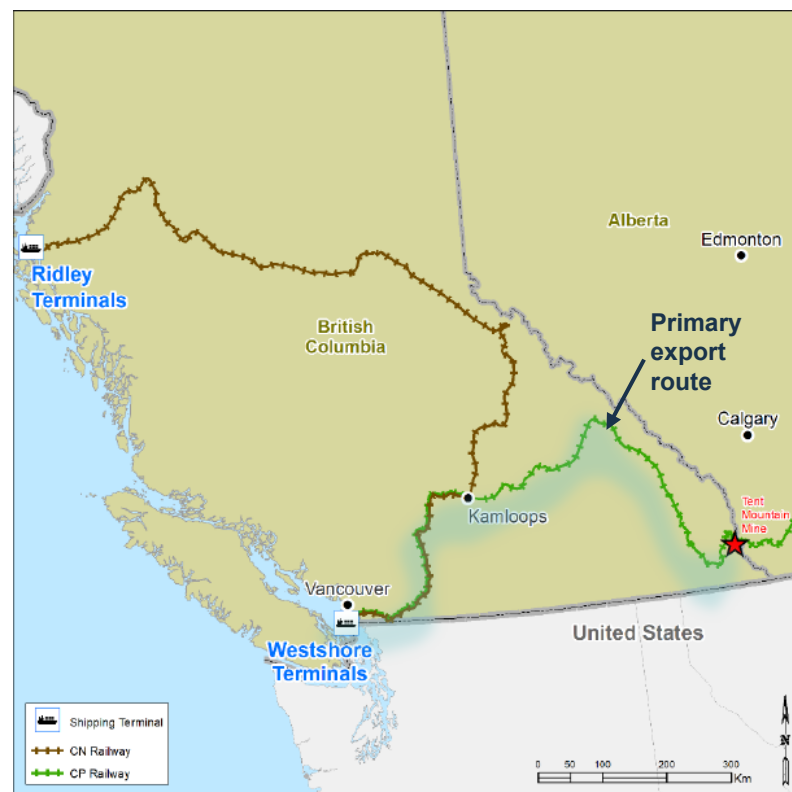 Alberta
Edmonton
Ridley
Terminals
British
Columbia
Primary
export
route
Calgary
Tent
Mountain
Mine
Kamloops
Vancouver
Westshore
Terminals
United States
Shipping Terminal
CN Railway
CP Railway
N
0 50 100 200 300
Km